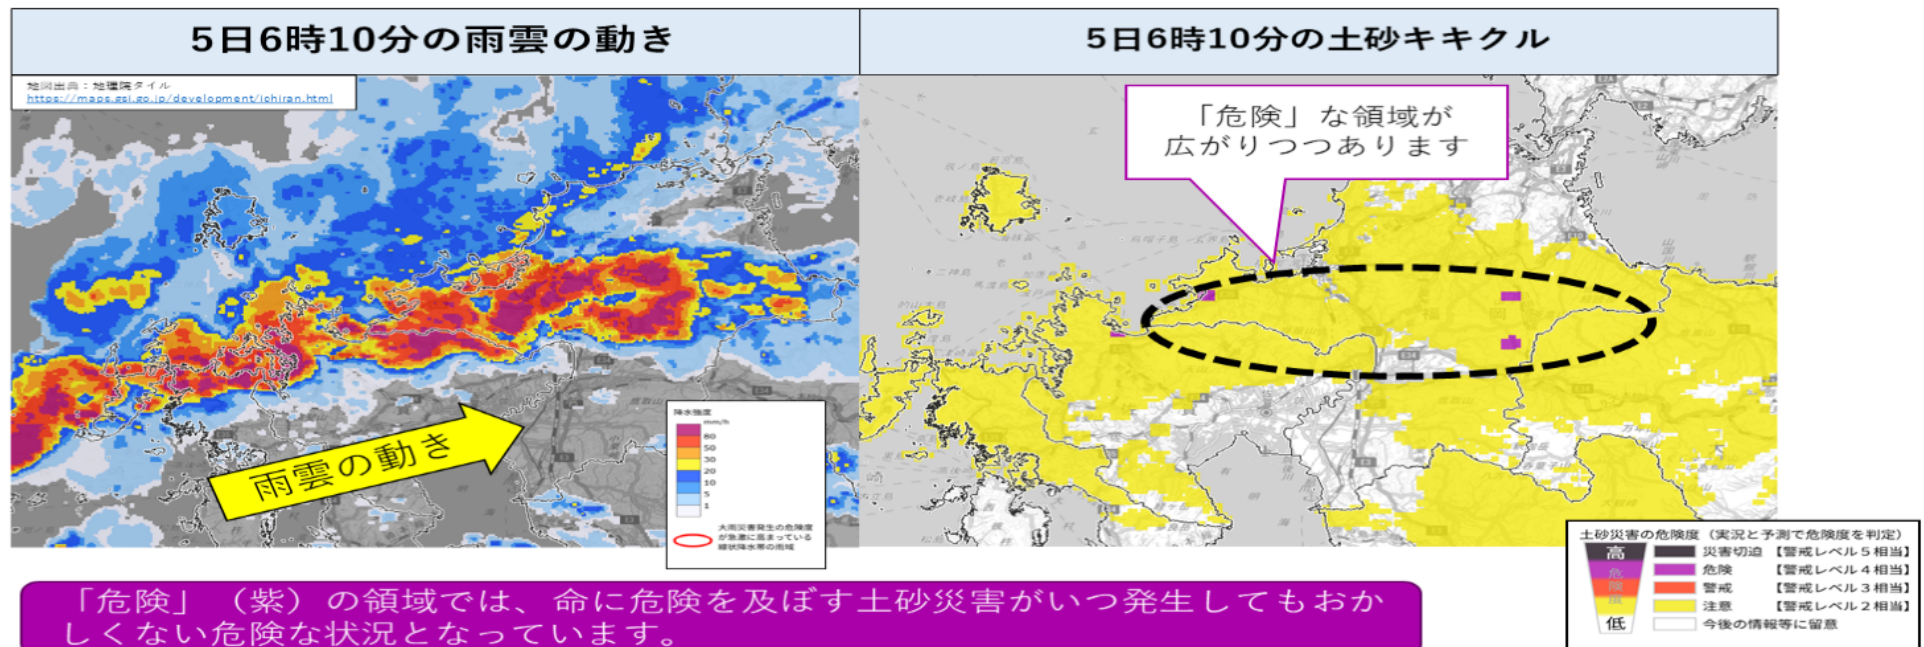 5日6時10分の雨雲の動き
5日6時10分の土砂キキクル
地図出典：地理院タイル
https://maps.gsi.go.jp/development/ichiran.html
「危険」な領域が
広がりつつあります
福岡
雨雲の動き
降水強度
mm/h
80
50
30
20
10
5
1
大雨災害発生の危険度
が急激に高まっている
線状降水帯の雨域
土砂災害の危険度（実況と予測で危険度を判定）
高
危険度
低
災害切迫 【警戒レベル５相当】
危険 【警戒レベル４相当】
警戒 【警戒レベル３相当】
注意 【警戒レベル２相当】
今後の情報等に留意
「危険」（紫）の領域では、命に危険を及ぼす土砂災害がいつ発生してもおか
しくない危険な状況となっています。